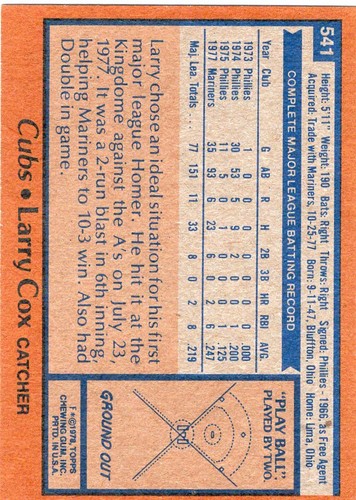 541
Height: 5'11" Weight: 190 Bats: Right Throws: Right Signed: Phillies - 1966, as Free Agent
Acquired: Trade with Mariners, 10-25-77 Born: 9-11-47, Bluffton, Ohio Home: Lima, Ohio
COMPLETE MAJOR LEAGUE BATTING RECORD
Year Club G AB R H 2B 3B HR RBI AVG.
1973 Phillies 1 0 0 0 0 0 0 0 .000
1974 Phillies 30 53 5 9 2 0 0
1975 Phillies 11 5 0 1 0 0 0 1
1977 Mariners 35 93 6 23 6 0 2 6 .247
Maj. Lea. Totals ... 77 151 11 33 8 0 2 .219
Larry chose an ideal situation for his first
major league Homer. He hit it in the
Kingdome against the A's on July 23,
1977. It was a 2-run blast in 6th inning,
helping Mariners to 10-3 win. Also had
Double in game.
"PLAY BALL"
PLAYED BY TWO.
GROUND OUT
F*©1978, TOPPS
CHEWING GUM, INC.
PRTD. IN U.S.A.
Cubs • Larry Cox CATCHER